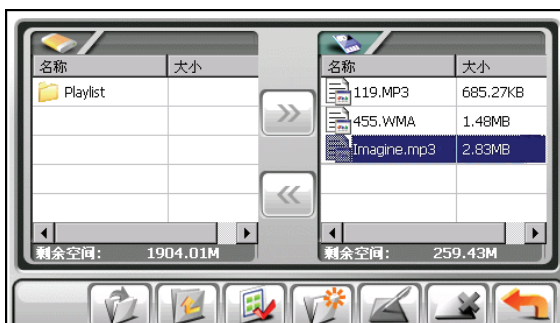 名称 大小
Playlist
剩余空间: 1904.01M
名称 大小
119.MP3 685.27KB
455.WMA 1.48MB
Imagine.mp3 2.83MB
剩余空间: 259.43M